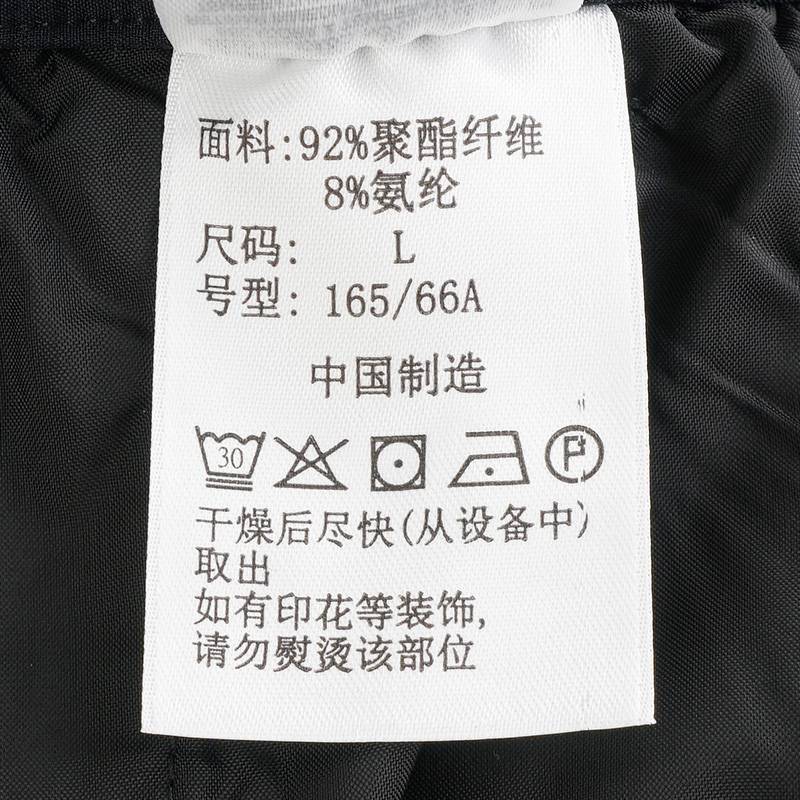 面料:92%聚酯纤维
8%氨纶
尺码: L
号型: 165/66A
中国制造
30 P
干燥后尽快(从设备中)
取出
如有印花等装饰,
请勿熨烫该部位